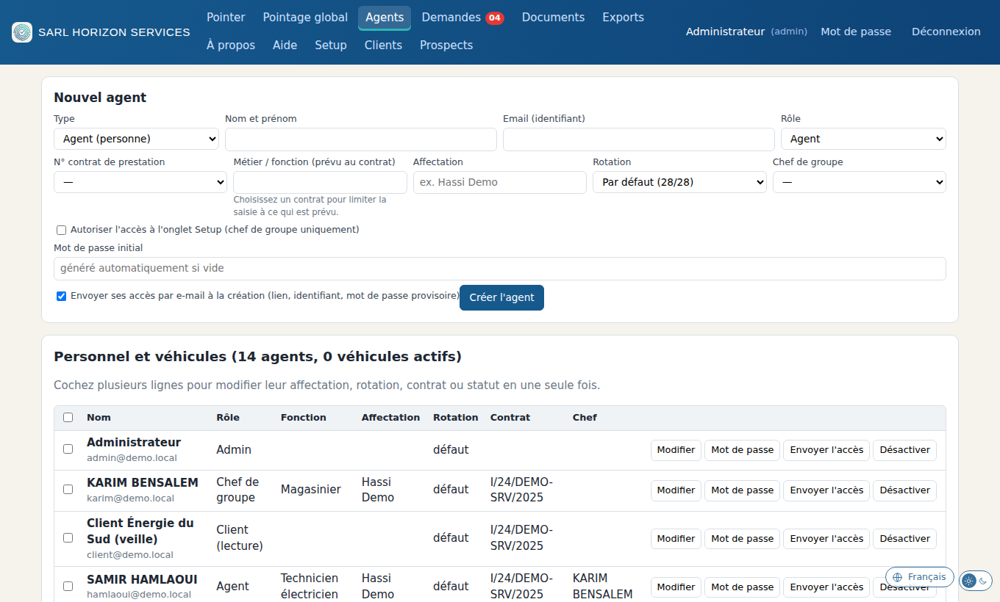 SARL HORIZON SERVICES
Pointer Pointage global Agents Demandes 04 Documents Exports
À propos Aide Setup Clients Prospects
Administrateur (admin) Mot de passe Déconnexion
Nouvel agent
Type Nom et prénom Email (identifiant) Rôle
Agent (personne) Agent
N° contrat de prestation Métier / fonction (prévu au contrat) Affectation Rotation Chef de groupe
— ex. Hassi Demo Par défaut (28/28) —
Choisissez un contrat pour limiter la
saisie à ce qui est prévu.
Autoriser l'accès à l'onglet Setup (chef de groupe uniquement)
Mot de passe initial
généré automatiquement si vide
Envoyer ses accès par e-mail à la création (lien, identifiant, mot de passe provisoire) Créer l'agent
Personnel et véhicules (14 agents, 0 véhicules actifs)
Cochez plusieurs lignes pour modifier leur affectation, rotation, contrat ou statut en une seule fois.
Nom Rôle Fonction Affectation Rotation Contrat Chef
Administrateur
admin@demo.local
Admin défaut Modifier Mot de passe Envoyer l'accès Désactiver
KARIM BENSALEM
karim@demo.local
Chef de
groupe
Magasinier
Hassi
Demo
défaut
I/24/DEMO-
SRV/2025
Modifier Mot de passe Envoyer l'accès Désactiver
Client Énergie du
Sud (veille)
client@demo.local
Client
(lecture)
défaut
I/24/DEMO-
SRV/2025
Modifier Mot de passe Envoyer l'accès Désactiver
SAMIR HAMLAOUI
hamlaoui@demo.local
Agent
Technicien
électricien
Hassi
Demo
défaut
I/24/DEMO-
SRV/2025
KARIM
BENSALEM
Modifier Mot de passe Envoyer l'accès Désactiver
Français